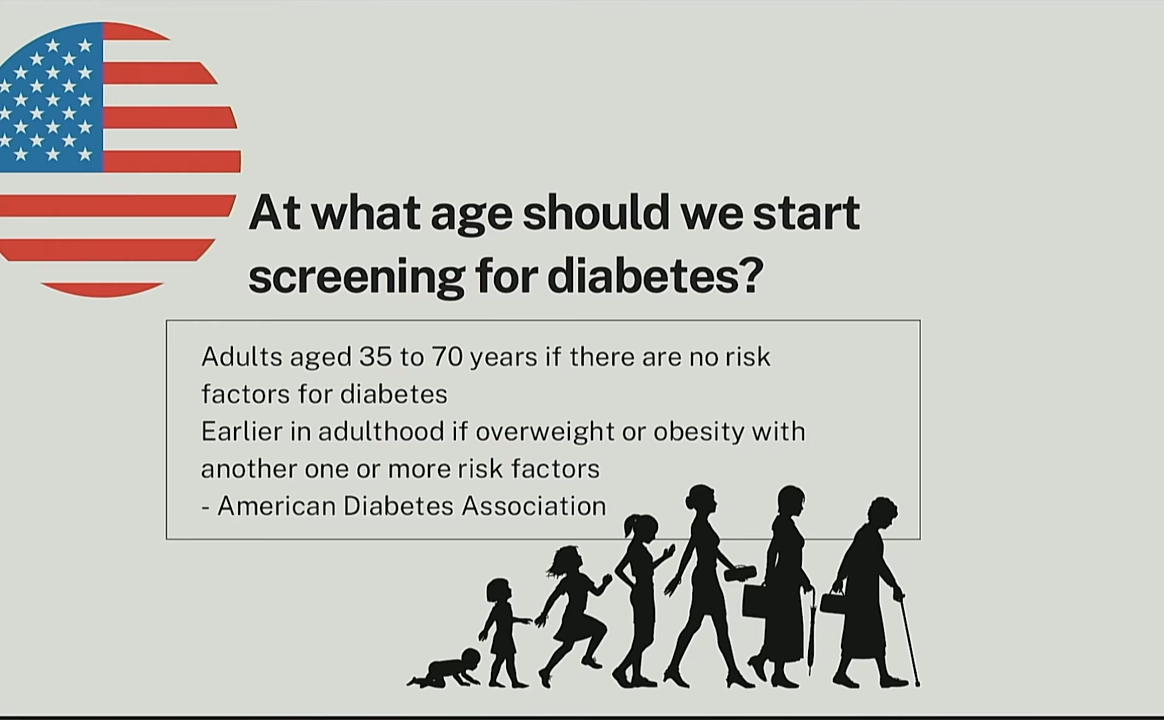 At what age should we start
screening for diabetes?
Adults aged 35 to 70 years if there are no risk
factors for diabetes
Earlier in adulthood if overweight or obesity with
another one or more risk factors
- American Diabetes Association